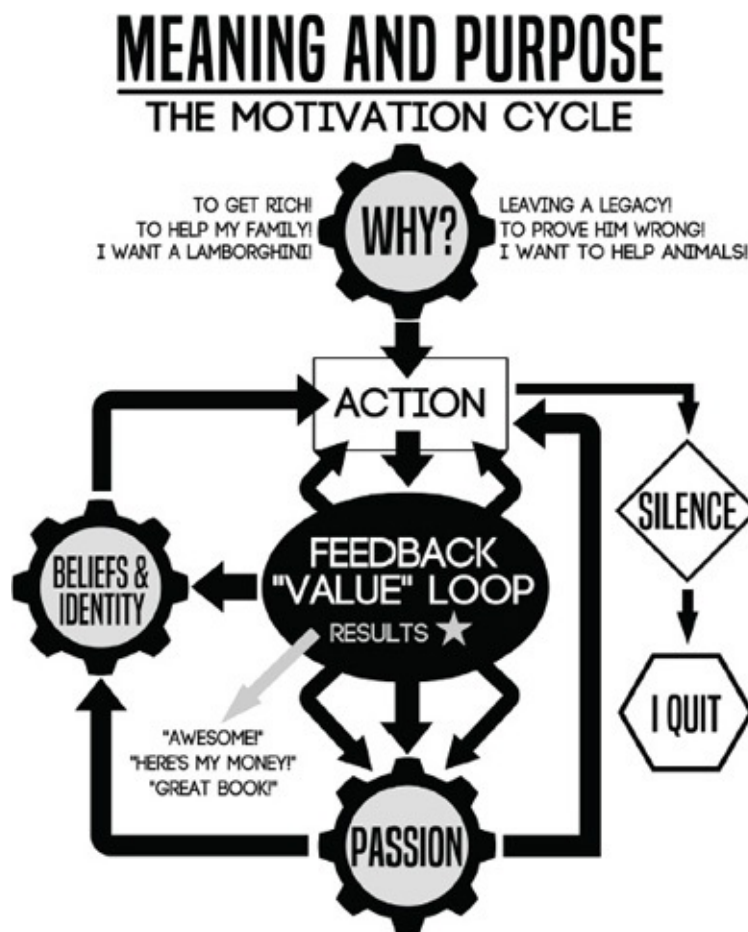 MEANING AND PURPOSE
THE MOTIVATION CYCLE
TO GET RICH!
TO HELP MY FAMILY!
I WANT A LAMBORGHINI!
WHY?
LEAVING A LEGACY!
TO PROVE HIM WRONG!
I WANT TO HELP ANIMALS!
ACTION
SILENCE
FEEDBACK
"VALUE" LOOP
RESULTS
BELIEFS &
IDENTITY
I QUIT
"AWESOME!"
"HERE'S MY MONEY!"
"GREAT BOOK!"
PASSION